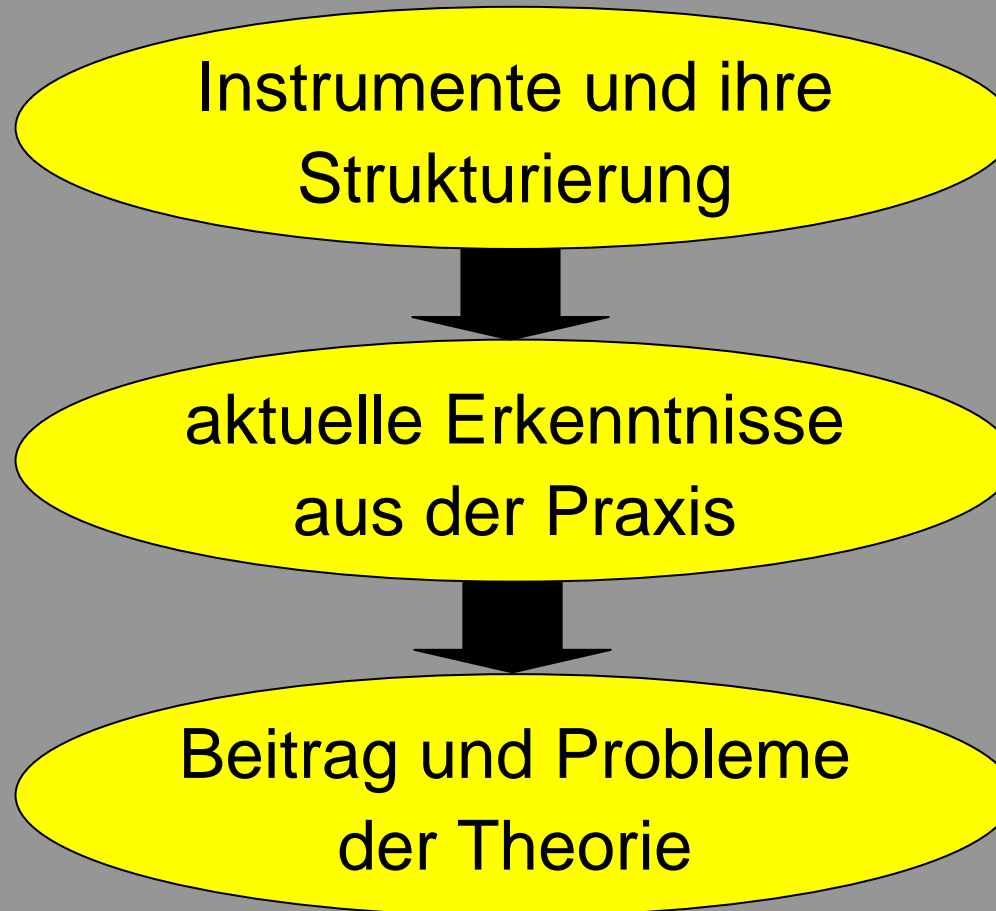 Instrumente und ihre
Strukturierung
aktuelle Erkenntnisse
aus der Praxis
Beitrag und Probleme
der Theorie